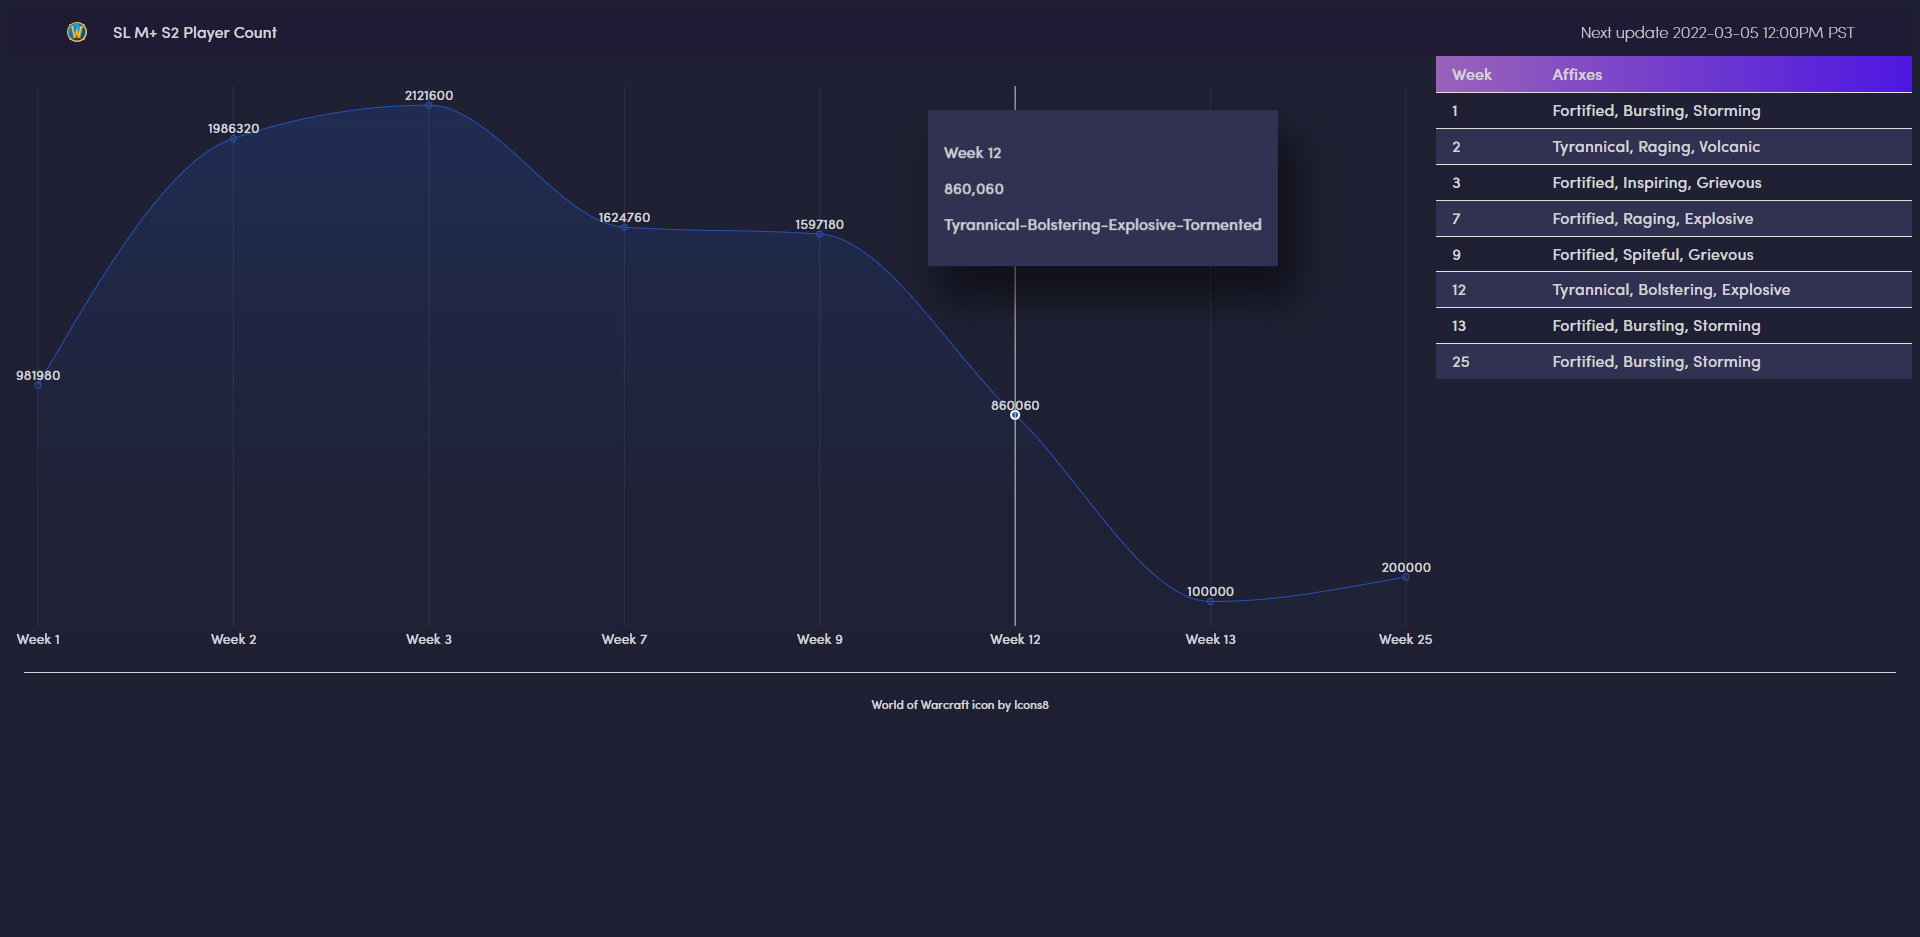 SL M+ S2 Player Count
Next update 2022-03-05 12:00PM PST
2121600
1986320
1624760
1597180
981980
860060
200000
100000
Week 12
860,060
Tyrannical-Bolstering-Explosive-Tormented
Week 1 Week 2 Week 3 Week 7 Week 9 Week 12 Week 13 Week 25
Week Affixes
1 Fortified, Bursting, Storming
2 Tyrannical, Raging, Volcanic
3 Fortified, Inspiring, Grievous
7 Fortified, Raging, Explosive
9 Fortified, Spiteful, Grievous
12 Tyrannical, Bolstering, Explosive
13 Fortified, Bursting, Storming
25 Fortified, Bursting, Storming
World of Warcraft icon by Icons8